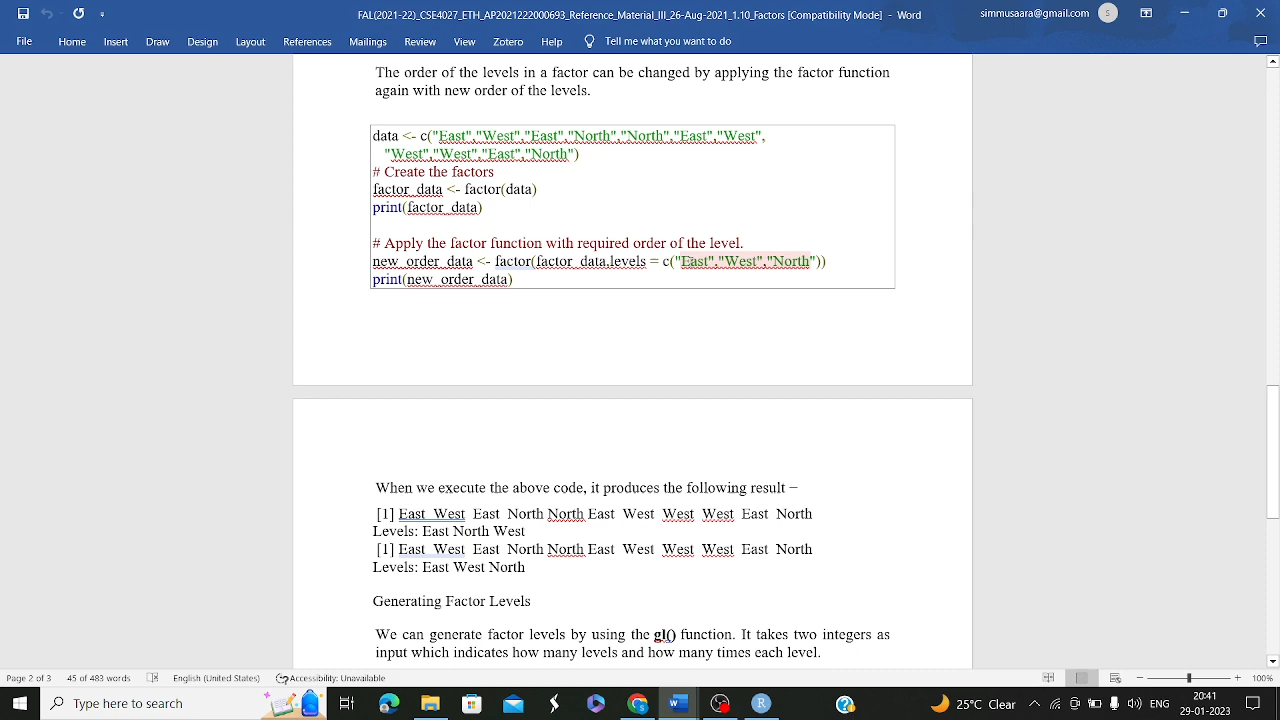 FAL(2021-22)_CSE4027_ETH_AP201222000693_Reference_Material_III_26-Aug-2021_1.10_Factors [Compatibility Mode] - Word
simmusaara@gmail.com
S
File Home Insert Draw Design Layout References Mailings Review View Zotero Help Tell me what you want to do
The order of the levels in a factor can be changed by applying the factor function
again with new order of the levels.
data <- c("East","West","East","North","North","East","West",
"West","West","East","North")
# Create the factors
factor_data <- factor(data)
print(factor_data)
# Apply the factor function with required order of the level.
new_order_data <- factor(factor_data,levels = c("East","West","North"))
print(new_order_data)
When we execute the above code, it produces the following result −
[1] East West East North North East West West West East North
Levels: East North West
[1] East West East North North East West West West East North
Levels: East West North
Generating Factor Levels
We can generate factor levels by using the gl() function. It takes two integers as
input which indicates how many levels and how many times each level.
Page 2 of 3 45 of 483 words English (United States) Accessibility: Unavailable 100%
Type here to search
25°C Clear ENG
20:41
29-01-2023